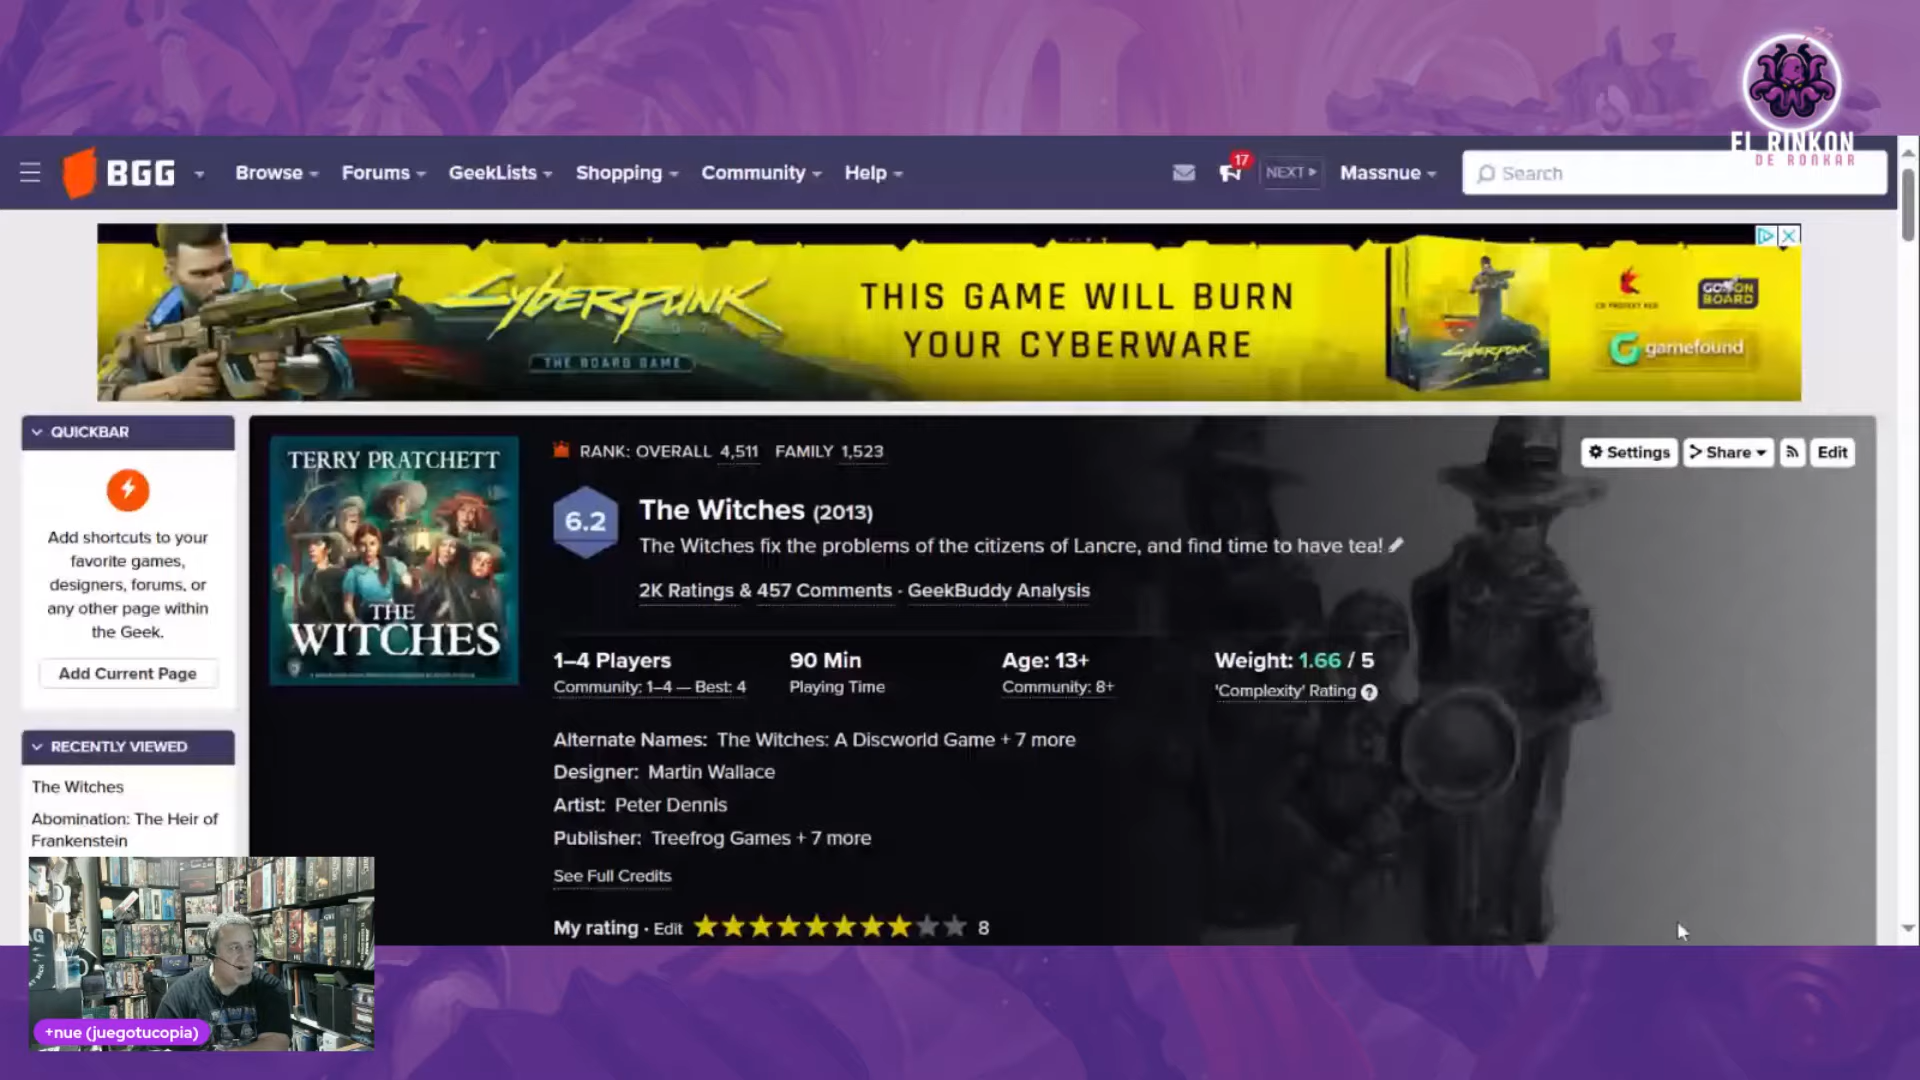 EL RINKON
DE RONKAR
BGG
Browse
Forums
GeekLists
Shopping
Community
Help
17
NEXT
Massnue
Search
CYBERPUNK
THE BOARD GAME
THIS GAME WILL BURN
YOUR CYBERWARE
CD PROJEKT RED
GO ON
BOARD
Cyberpunk
gamefound
QUICKBAR
Add shortcuts to your
favorite games,
designers, forums, or
any other page within
the Geek.
Add Current Page
RECENTLY VIEWED
The Witches
Abomination: The Heir of
Frankenstein
TERRY PRATCHETT
THE
WITCHES
RANK: OVERALL 4,511 FAMILY 1,523
Settings
Share
Edit
6.2
The Witches (2013)
The Witches fix the problems of the citizens of Lancre, and find time to have tea!
2K Ratings & 457 Comments · GeekBuddy Analysis
1–4 Players
Community: 1–4 — Best: 4
90 Min
Playing Time
Age: 13+
Community: 8+
Weight: 1.66 / 5
'Complexity' Rating ?
Alternate Names: The Witches: A Discworld Game + 7 more
Designer: Martin Wallace
Artist: Peter Dennis
Publisher: Treefrog Games + 7 more
See Full Credits
My rating · Edit 8
+nue (juegotucopia)